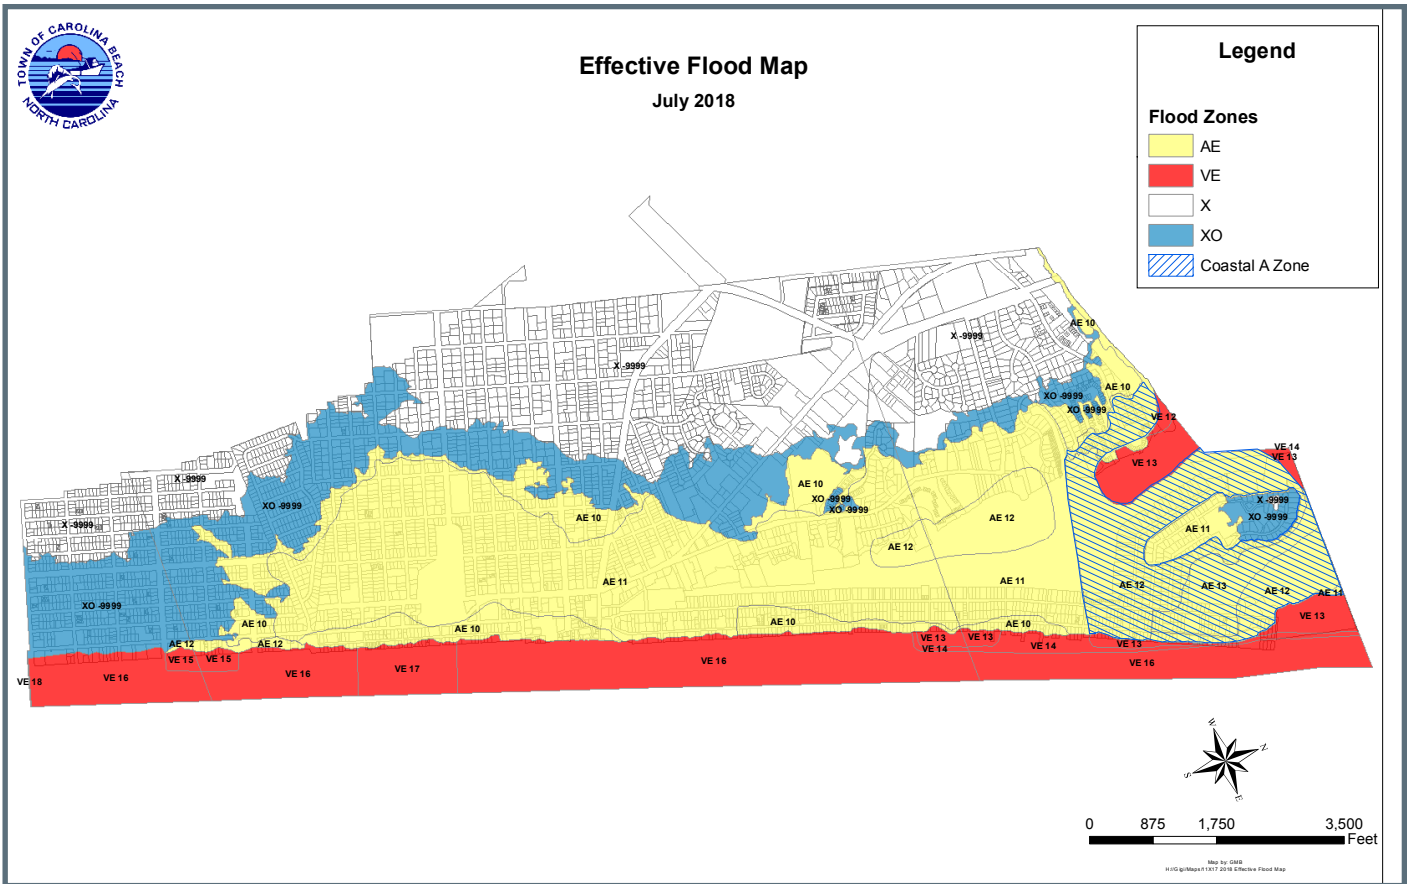 TOWN OF CAROLINA BEACH
NORTH CAROLINA
Effective Flood Map
July 2018
Legend
Flood Zones
AE
VE
X
XO
Coastal A Zone
AE 10
X -9999
X -9999
AE 10
XO -9999
XO -9999
VE 12
VE 14
VE 13
VE 13
X -9999
AE 10
XO -9999
XO -9999
X -9999
XO -9999
XO -9999
AE 11
X -9999
AE 10
AE 12
AE 12
AE 11
AE 11
AE 12
AE 13
AE 12
AE 11
XO -9999
AE 10
AE 10
AE 10
AE 10
VE 13
AE 12
AE 12
VE 13
VE 13
VE 14
VE 14
VE 13
VE 15
VE 15
VE 16
VE 16
VE 17
VE 16
VE 16
VE 18
W
N
S
E
0 875 1,750 3,500
Feet
Map by: GMB
H:\GigiMaps\11X17 2018 Effective Flood Map